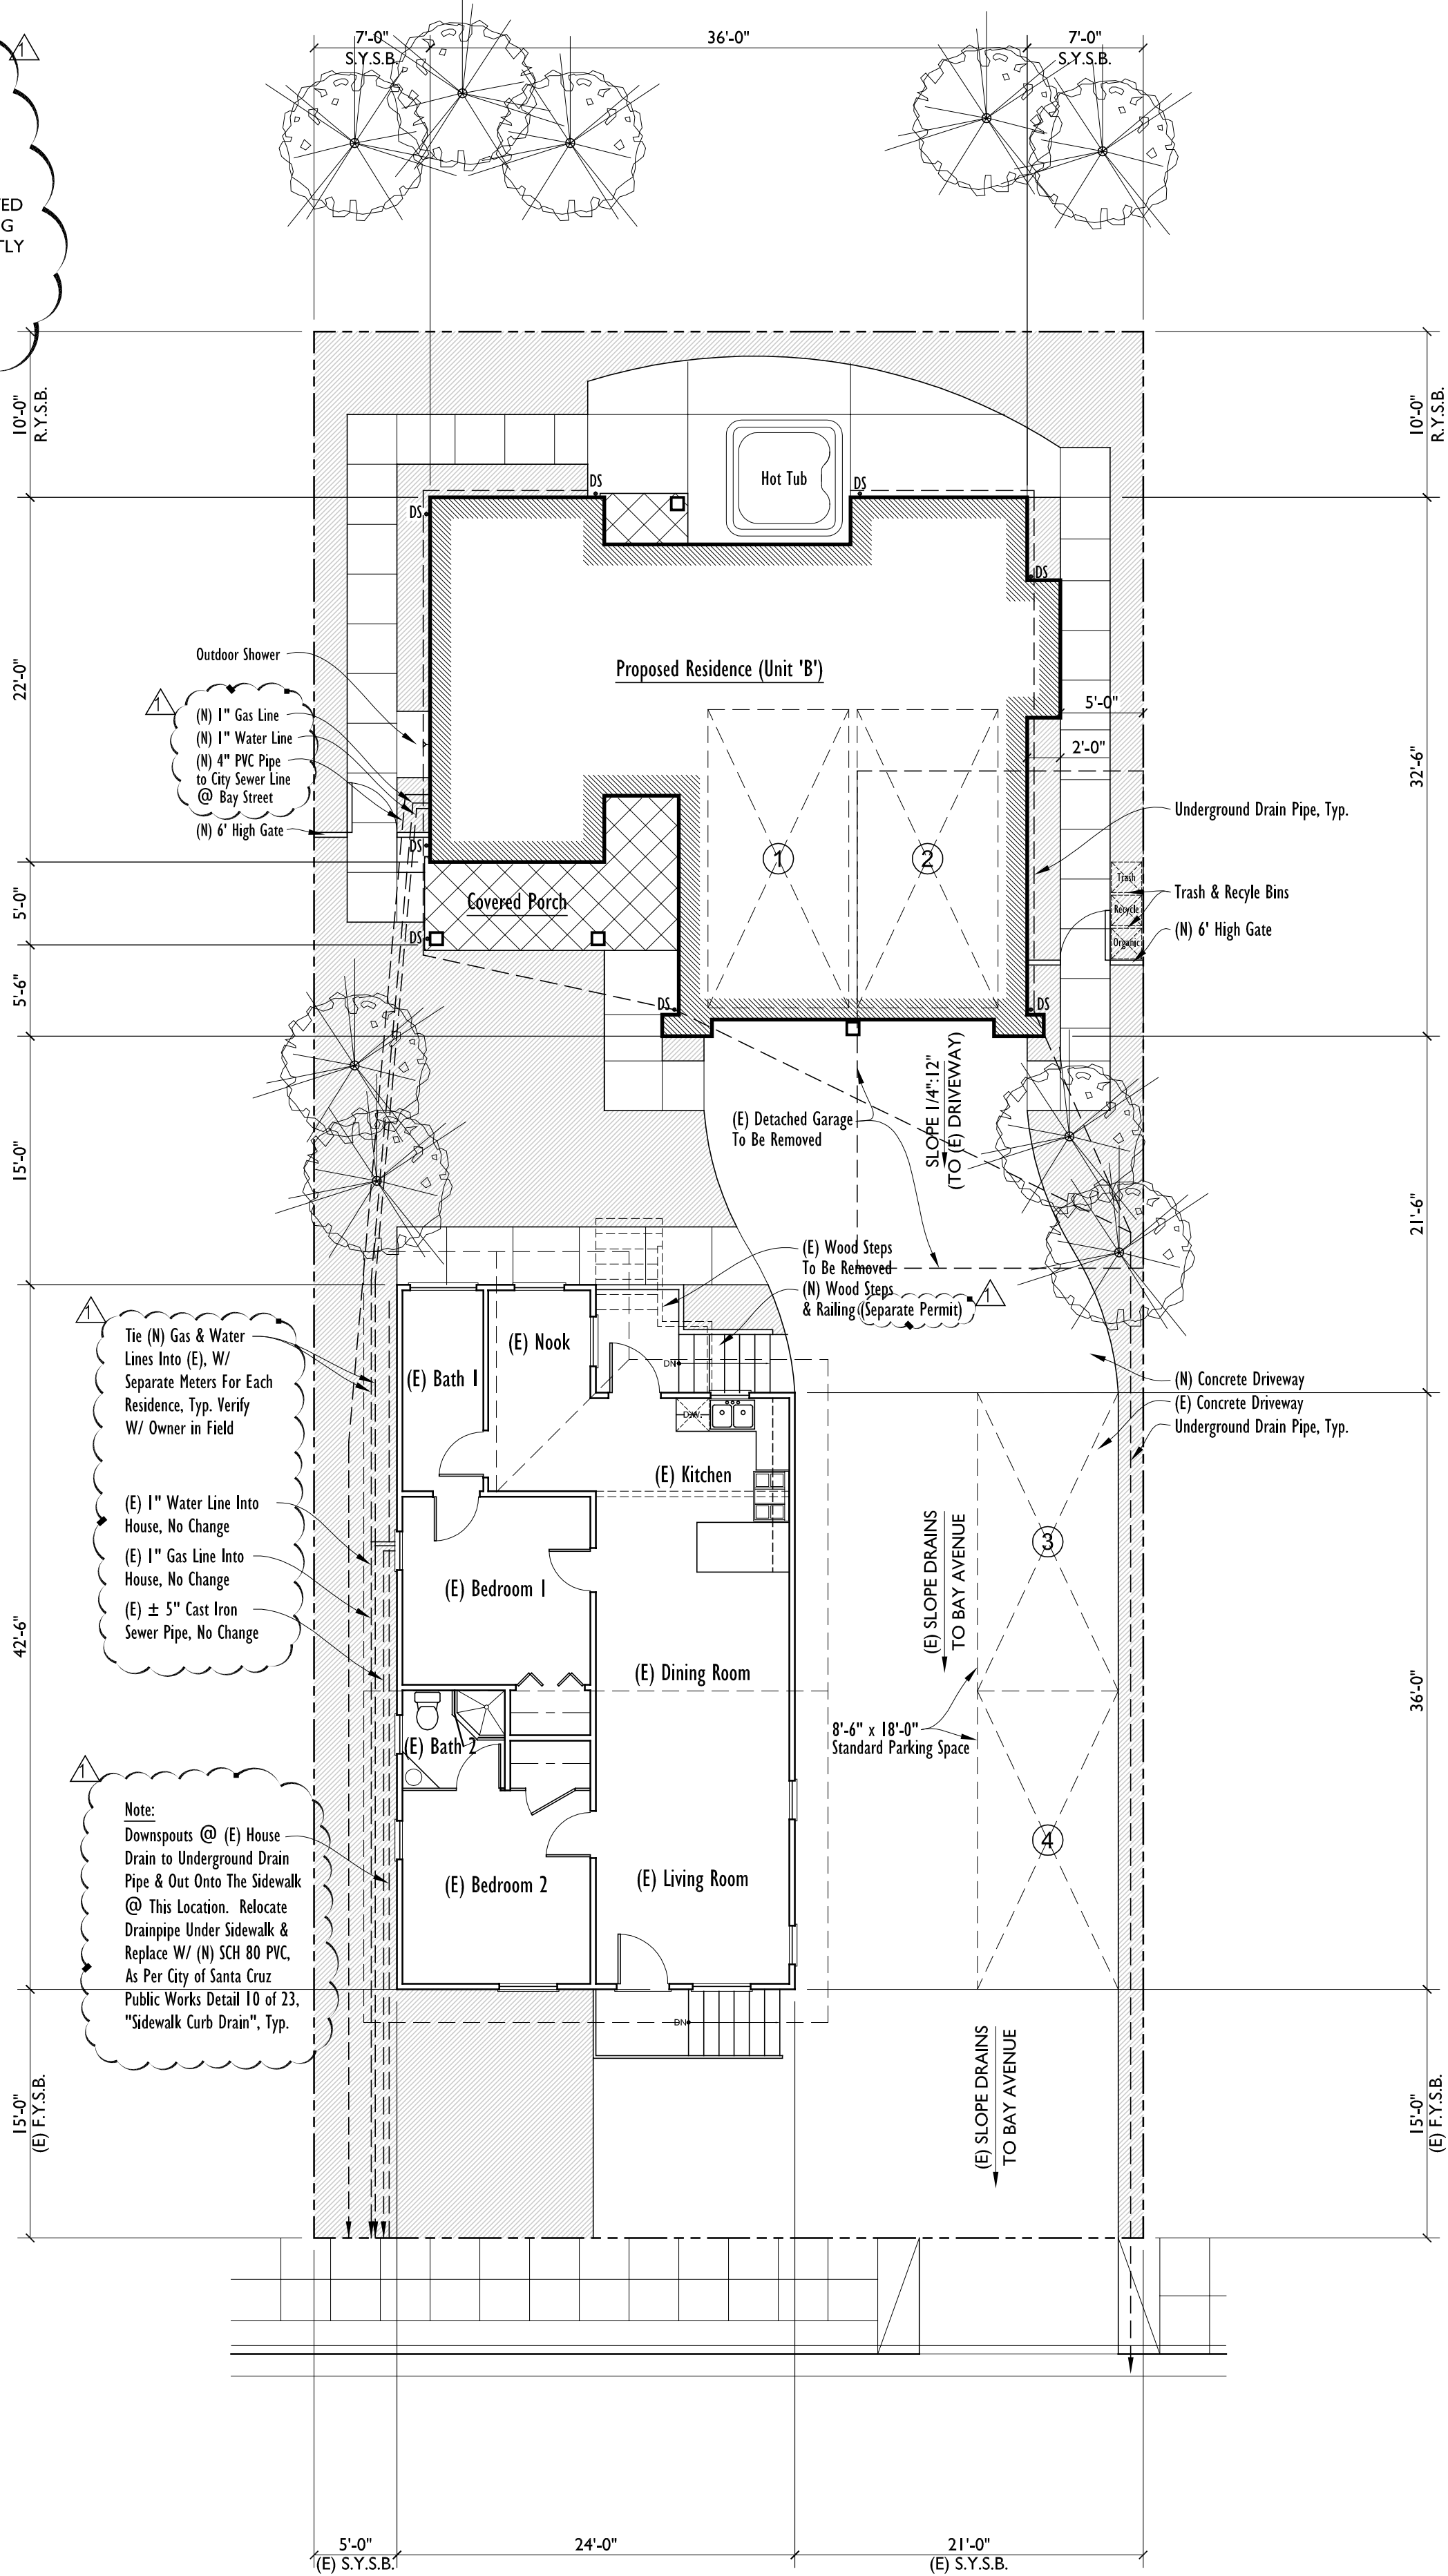 1
7'-0"
S.Y.S.B.
36'-0"
7'-0"
S.Y.S.B.
TED
G
TLY
10'-0"
R.Y.S.B.
10'-0"
R.Y.S.B.
DS
Hot Tub
DS
DS
DS
22'-0"
32'-6"
Outdoor Shower
Proposed Residence (Unit 'B')
1
(N) 1" Gas Line
(N) 1" Water Line
(N) 4" PVC Pipe
to City Sewer Line
@ Bay Street
(N) 6' High Gate
5'-0"
2'-0"
Underground Drain Pipe, Typ.
DS
1
2
Trash
Recycle
Organic
Trash & Recyle Bins
(N) 6' High Gate
5'-0"
Covered Porch
DS
5'-6"
DS
DS
15'-0"
(E) Detached Garage
To Be Removed
SLOPE 1/4":12"
(TO (E) DRIVEWAY)
21'-6"
(E) Wood Steps
To Be Removed
(N) Wood Steps
& Railing (Separate Permit)
1
1
Tie (N) Gas & Water
Lines Into (E), W/
Separate Meters For Each
Residence, Typ. Verify
W/ Owner in Field
(E) Bath 1
(E) Nook
DN
D.W.
(E) Kitchen
(N) Concrete Driveway
(E) Concrete Driveway
Underground Drain Pipe, Typ.
(E) 1" Water Line Into
House, No Change
(E) 1" Gas Line Into
House, No Change
(E) ± 5" Cast Iron
Sewer Pipe, No Change
42'-6"
(E) Bedroom 1
(E) Dining Room
(E) SLOPE DRAINS
TO BAY AVENUE
3
36'-0"
8'-6" x 18'-0"
Standard Parking Space
(E) Bath 2
4
1
Note:
Downspouts @ (E) House
Drain to Underground Drain
Pipe & Out Onto The Sidewalk
@ This Location. Relocate
Drainpipe Under Sidewalk &
Replace W/ (N) SCH 80 PVC,
As Per City of Santa Cruz
Public Works Detail 10 of 23,
"Sidewalk Curb Drain", Typ.
(E) Bedroom 2
(E) Living Room
DN
15'-0"
(E) F.Y.S.B.
(E) SLOPE DRAINS
TO BAY AVENUE
15'-0"
(E) F.Y.S.B.
5'-0"
(E) S.Y.S.B.
24'-0"
21'-0"
(E) S.Y.S.B.